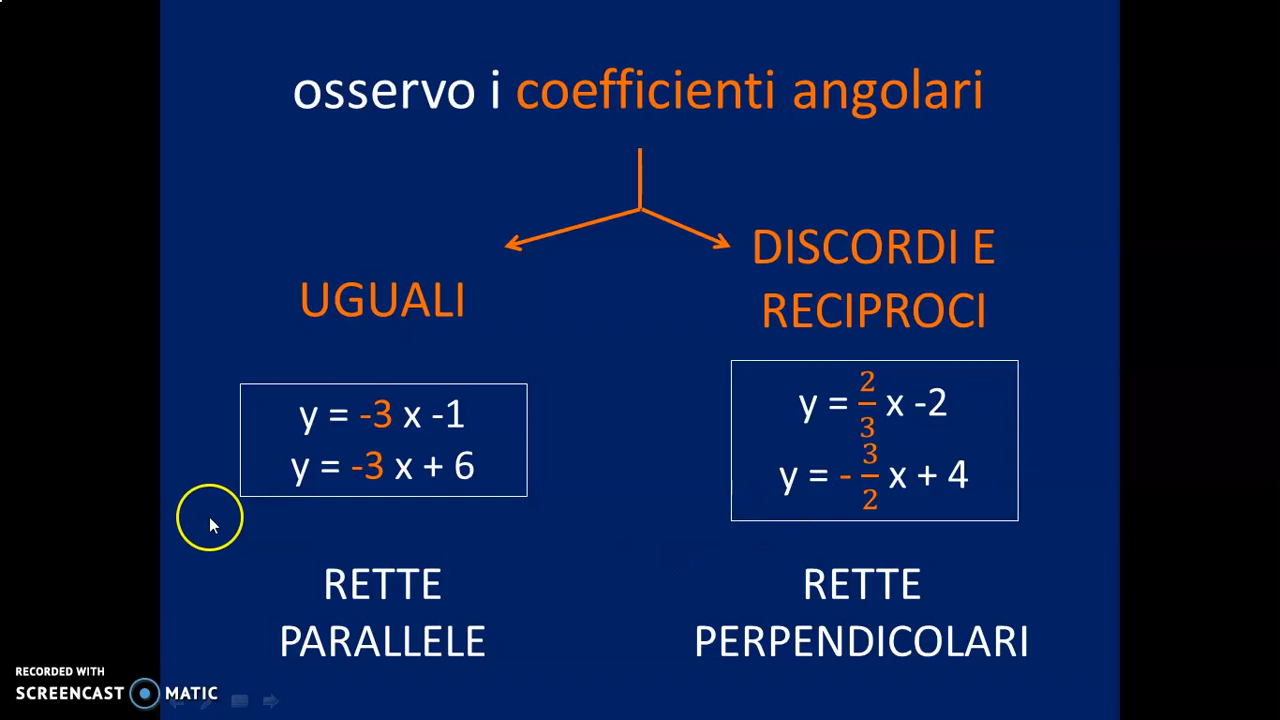 osservo i coefficienti angolari
UGUALI
DISCORDI E
RECIPROCI
y = -3 x -1
y = -3 x + 6
y = 2/3 x -2
y = - 3/2 x + 4
RETTE
PARALLELE
RETTE
PERPENDICOLARI
RECORDED WITH
SCREENCAST MATIC